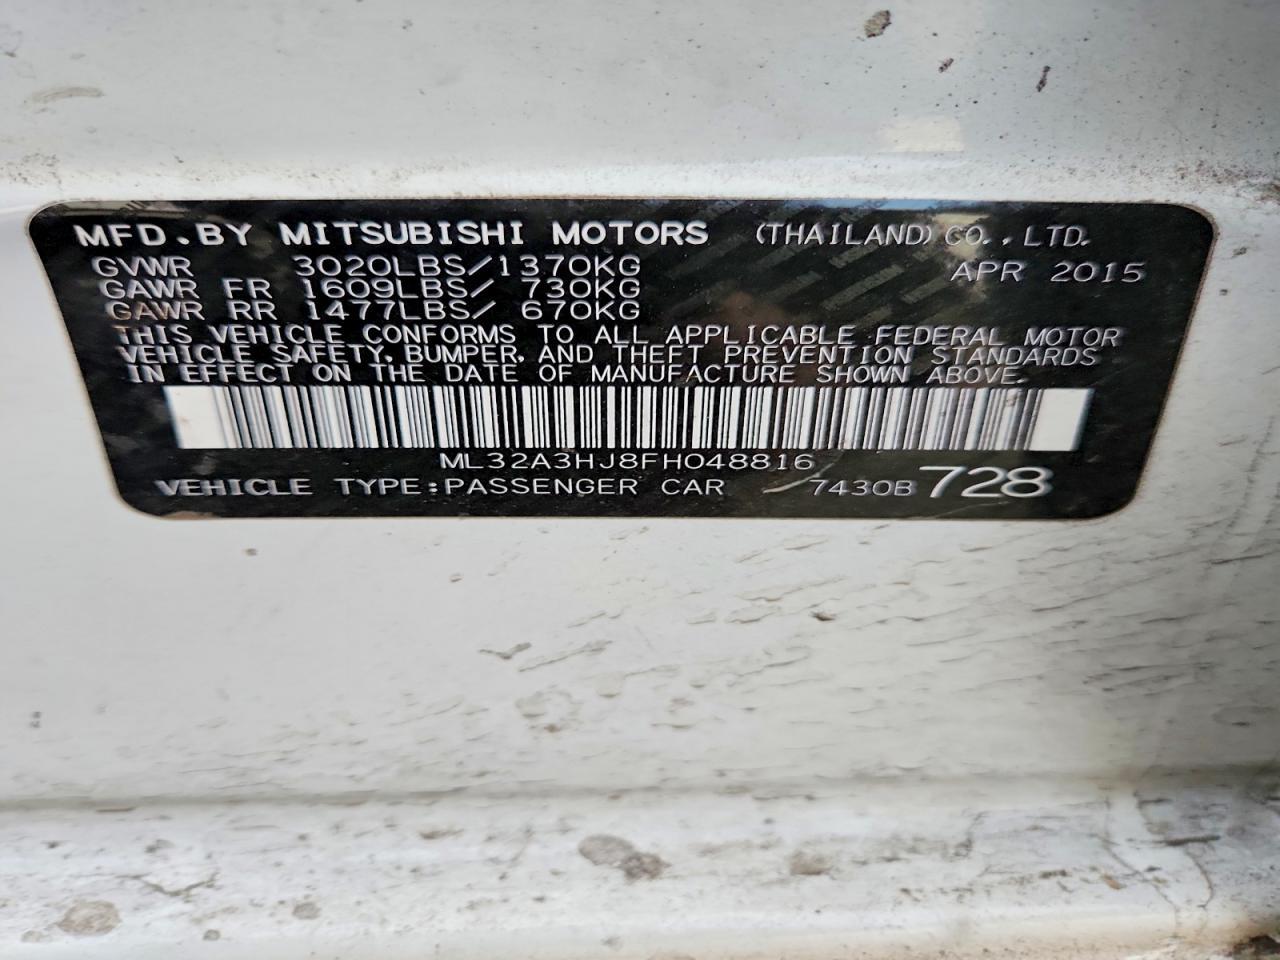 MFD.BY MITSUBISHI MOTORS (THAILAND) CO., LTD.
GVWR 3020LBS/1370KG APR 2015
GAWR FR 1609LBS/ 730KG
GAWR RR 1477LBS/ 670KG
THIS VEHICLE CONFORMS TO ALL APPLICABLE FEDERAL MOTOR
VEHICLE SAFETY, BUMPER, AND THEFT PREVENTION STANDARDS
IN EFFECT ON THE DATE OF MANUFACTURE SHOWN ABOVE.
ML32A3HJ8FH048816
VEHICLE TYPE:PASSENGER CAR 7430B 728